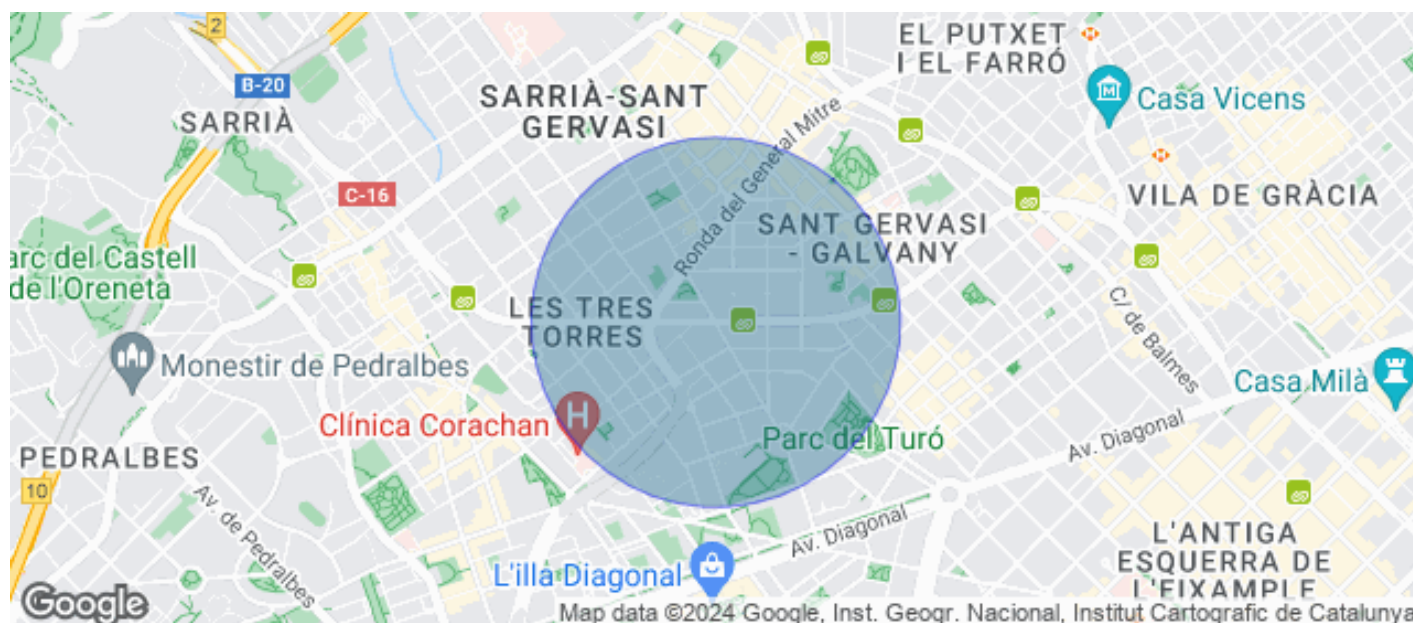 EL PUTXET
I EL FARRÓ
2
B-20
SARRIÀ
SARRIÀ-SANT
GERVASI
Casa Vicens
Ronda del General Mitre
C-16
VILA DE GRÀCIA
SANT GERVASI
- GALVANY
arc del Castell
de l'Oreneta
LES TRES
TORRES
C/ de Balmes
Monestir de Pedralbes
Casa Milà
Clínica Corachan
H
Parc del Turó
Av. Diagonal
PEDRALBES
10
Av. de Pedralbes
Av. Diagonal
L'illa Diagonal
L'ANTIGA
ESQUERRA DE
L'EIXAMPLE
Google
Map data ©2024 Google, Inst. Geogr. Nacional, Institut Cartografic de Catalunya